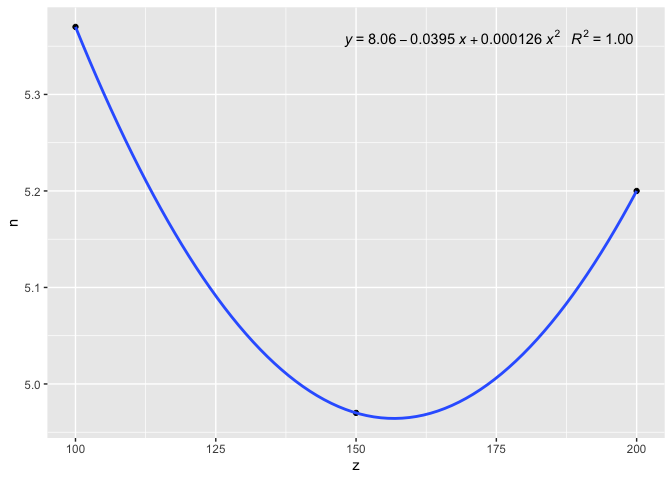 y = 8.06 – 0.0395 x + 0.000126 x² R² = 1.00
5.3
5.2
5.1
5.0
n
100 125 150 175 200
z